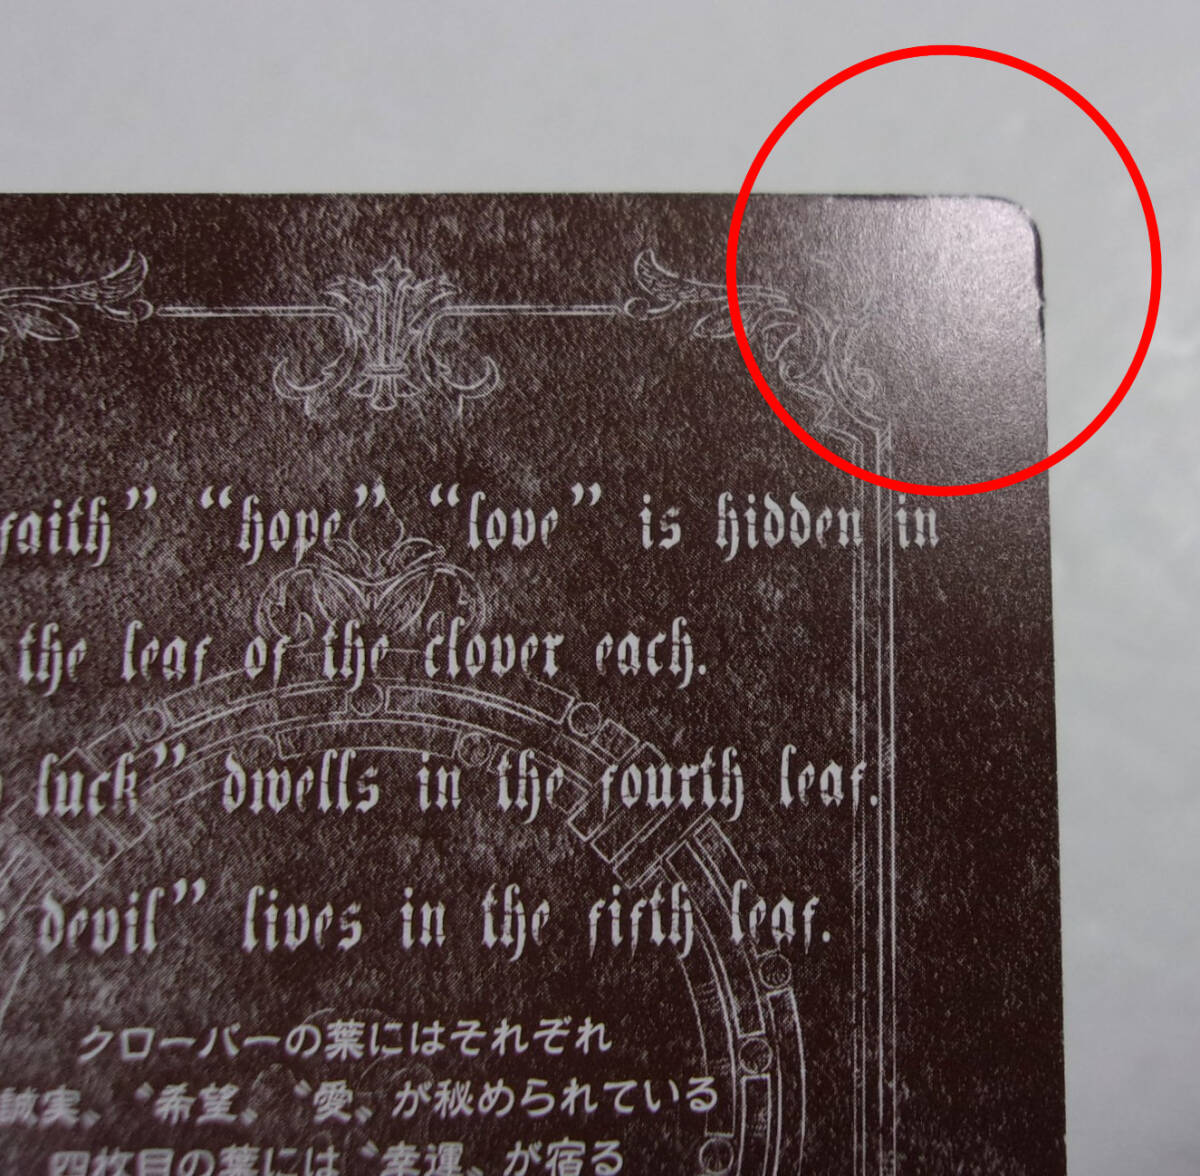 faith” “hope” “love” is hidden in
the leaf of the clover each.
luck” dwells in the fourth leaf.
devil” lives in the fifth leaf.
クローバーの葉にはそれぞれ
誠実〟〝希望〟〝愛〟が秘められている
四枚目の葉には〝幸運〟が宿る